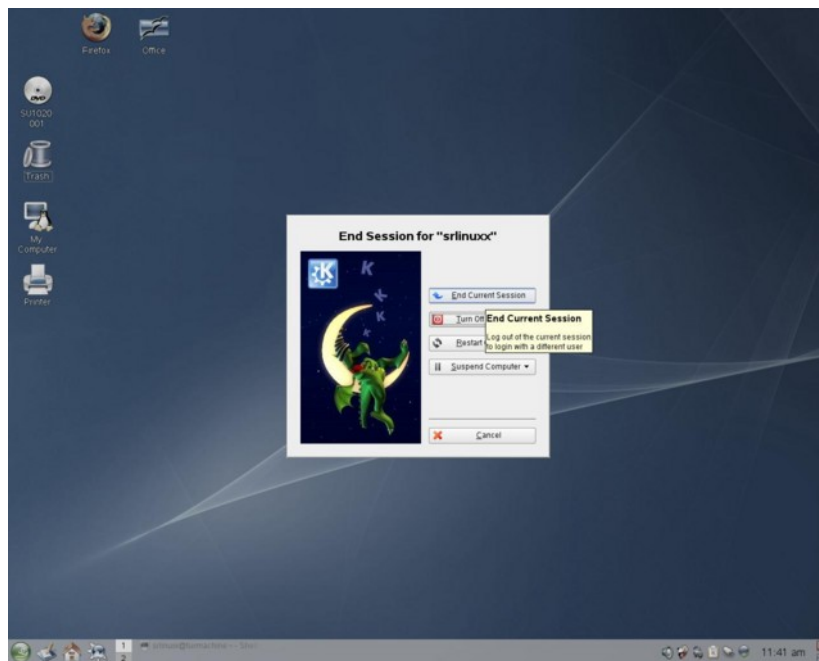 Firefox
Office
SU1020
001
Trash
My
Computer
Printer
End Session for "srlinuxx"
K
K
K
K
K
End Current Session
Turn Off
End Current Session
Log out of the current session
to login with a different user
Restart
Suspend Computer
Cancel
1
2
11:41 am